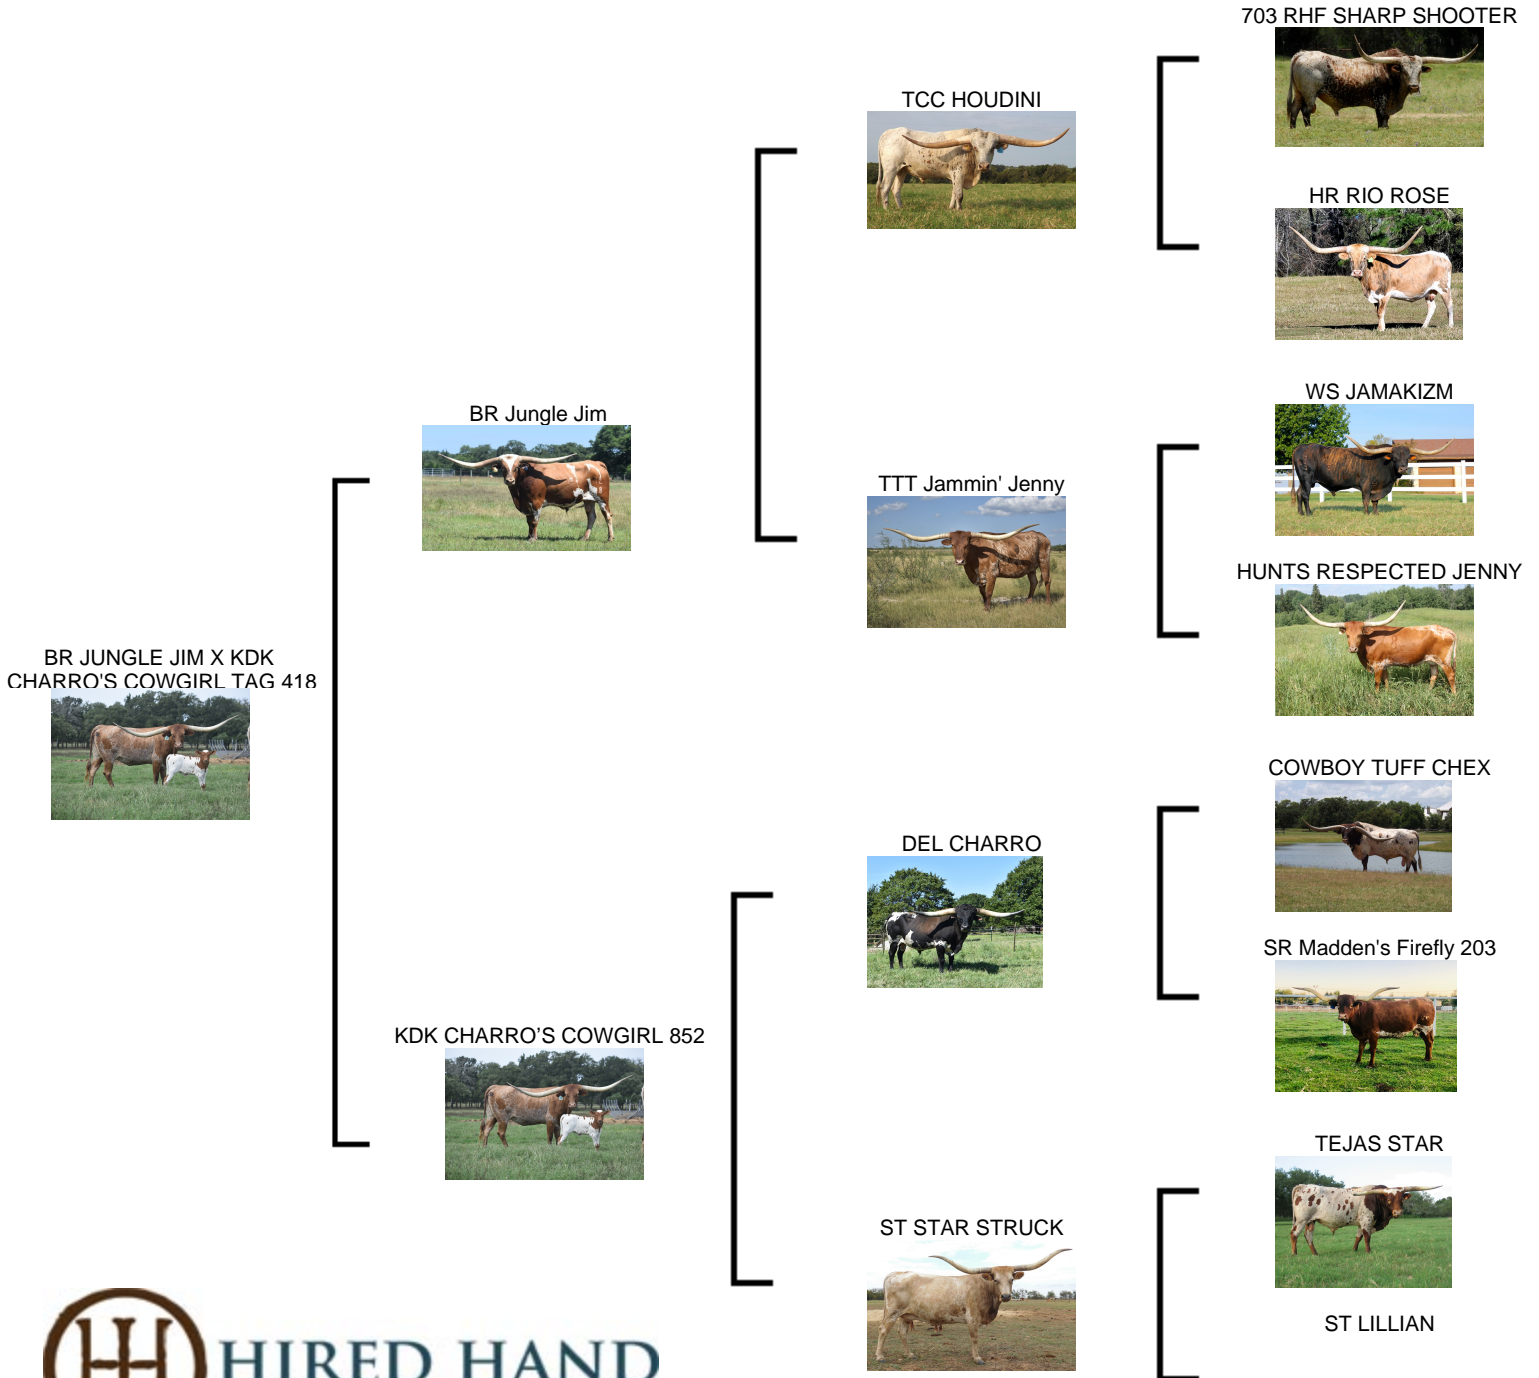 703 RHF SHARP SHOOTER
TCC HOUDINI
HR RIO ROSE
WS JAMAKIZM
BR Jungle Jim
TTT Jammin' Jenny
HUNTS RESPECTED JENNY
BR JUNGLE JIM X KDK
CHARRO'S COWGIRL TAG 418
COWBOY TUFF CHEX
DEL CHARRO
SR Madden's Firefly 203
KDK CHARRO’S COWGIRL 852
TEJAS STAR
ST STAR STRUCK
ST LILLIAN
HIRED HAND